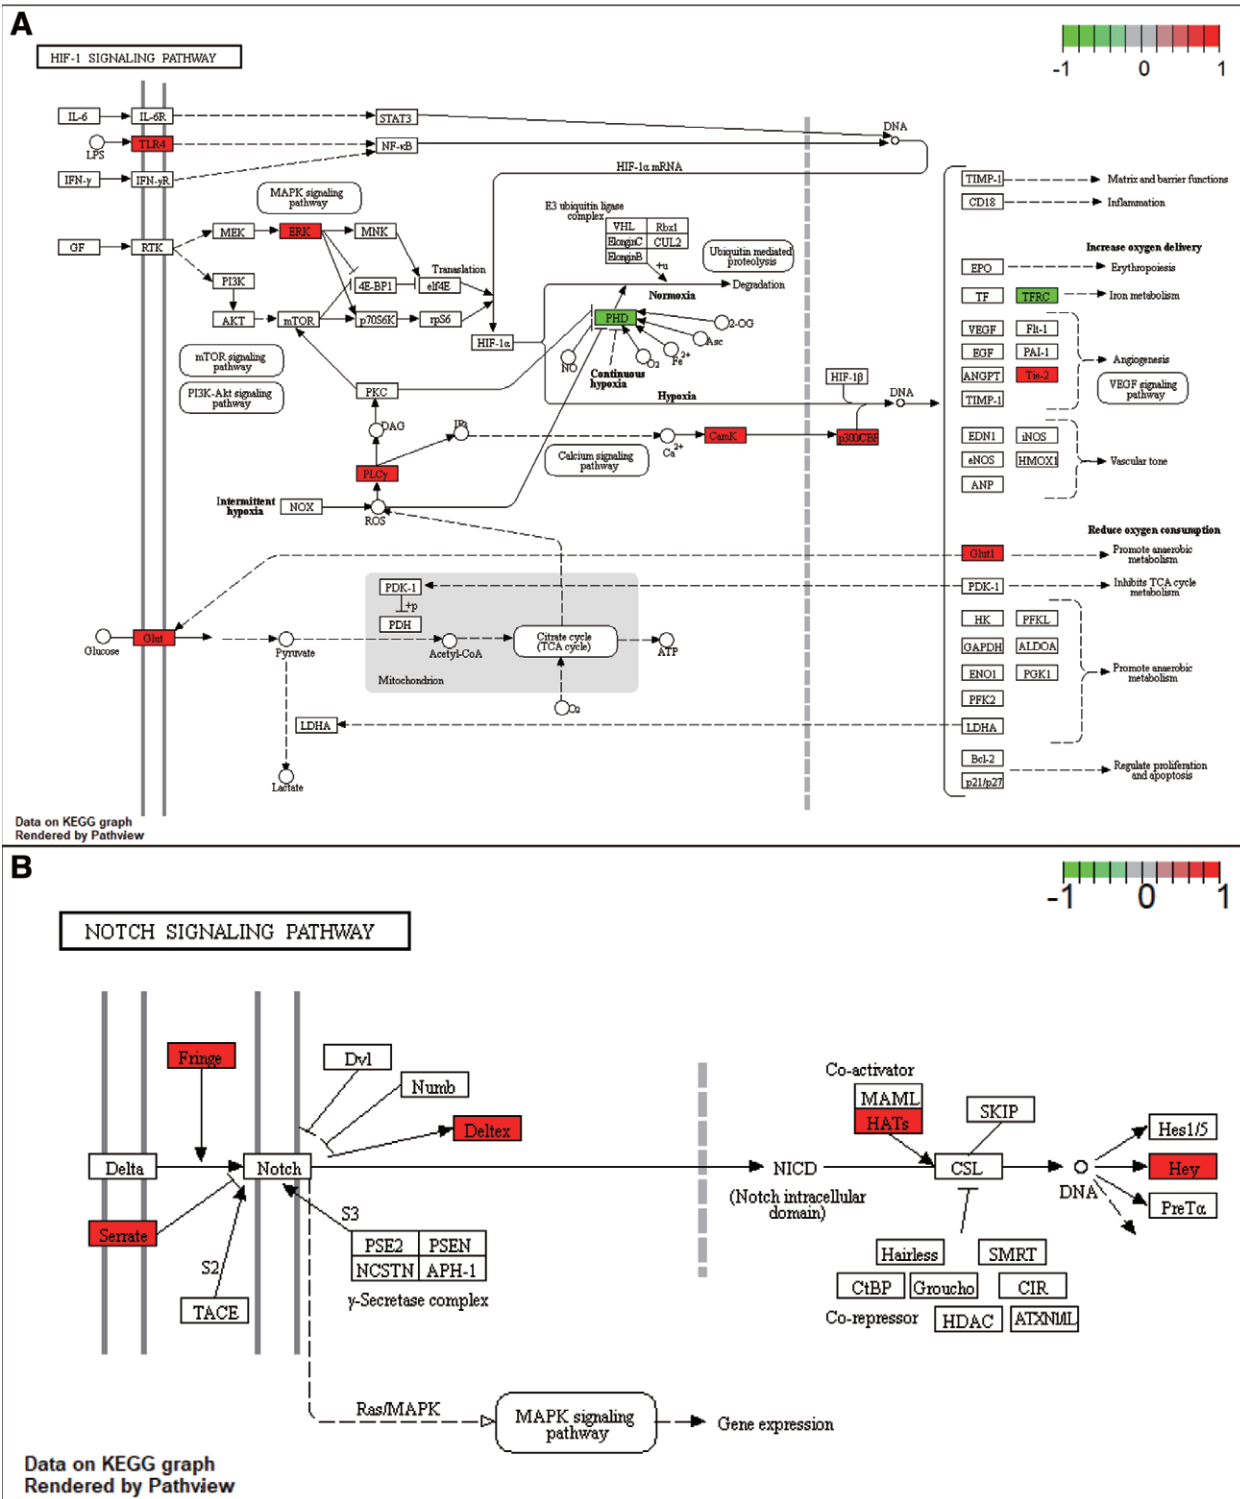 A
HIF-1 SIGNALING PATHWAY
-1 0 1
IL-6 IL-6R STAT3 DNA
LPS TLR4 NF-κB
IFN-γ IFN-γR HIF-1α mRNA
MAPK signaling
pathway
GF RTK MEK ERK MNK
PI3K 4E-BP1 eIf4E Translation
AKT mTOR p70S6K rpS6
HIF-1α
mTOR signaling
pathway
PI3K-Akt signaling
pathway
E3 ubiquitin ligase
complex
VHL Rbx1
ElonginC CUL2
ElonginB
+u
Ubiquitin mediated
proteolysis
Degradation
Normoxia
PHD
2-OG
Asc
Fe2+
O2
NO
Continuous
hypoxia
Hypoxia
HIF-1β
DNA
PKC
DAG
IP3
Ca2+
CamK
p300CBP
PLCγ
Calcium signaling
pathway
Intermittent
hypoxia
NOX
ROS
TIMP-1 Matrix and barrier functions
CD18 Inflammation
Increase oxygen delivery
EPO Erythropoiesis
TF TFRC Iron metabolism
VEGF Flt-1
EGF PAI-1 Angiogenesis
ANGPT Tie-2
VEGF signaling
pathway
TIMP-1
EDN1 iNOS
eNOS HMOX1 Vascular tone
ANP
Reduce oxygen consumption
Glut1 Promote anaerobic
metabolism
PDK-1 Inhibits TCA cycle
metabolism
HK PFKL
GAPDH ALDOA
ENO1 PGK1 Promote anaerobic
metabolism
PFK2
LDHA
Bcl-2 Regulate proliferation
and apoptosis
p21/p27
PDK-1
+p
PDH
Glucose Glut Pyruvate Acetyl-CoA
Citrate cycle
(TCA cycle)
ATP
Mitochondrion
O2
LDHA
Lactate
Data on KEGG graph
Rendered by Pathview
B
-1 0 1
NOTCH SIGNALING PATHWAY
Fringe Dvl
Numb
Deltex
Delta Notch
Serrate
S2
TACE
S3
PSE2 PSEN
NCSTN APH-1
γ-Secretase complex
NICD
(Notch intracellular
domain)
Co-activator
MAML
HATs
SKIP
CSL
DNA
Hes1/5
Hey
PreTα
Hairless SMRT
CtBP Groucho CIR
Co-repressor HDAC
Ras/MAPK
MAPK signaling
pathway
Gene expression
Data on KEGG graph
Rendered by Pathview